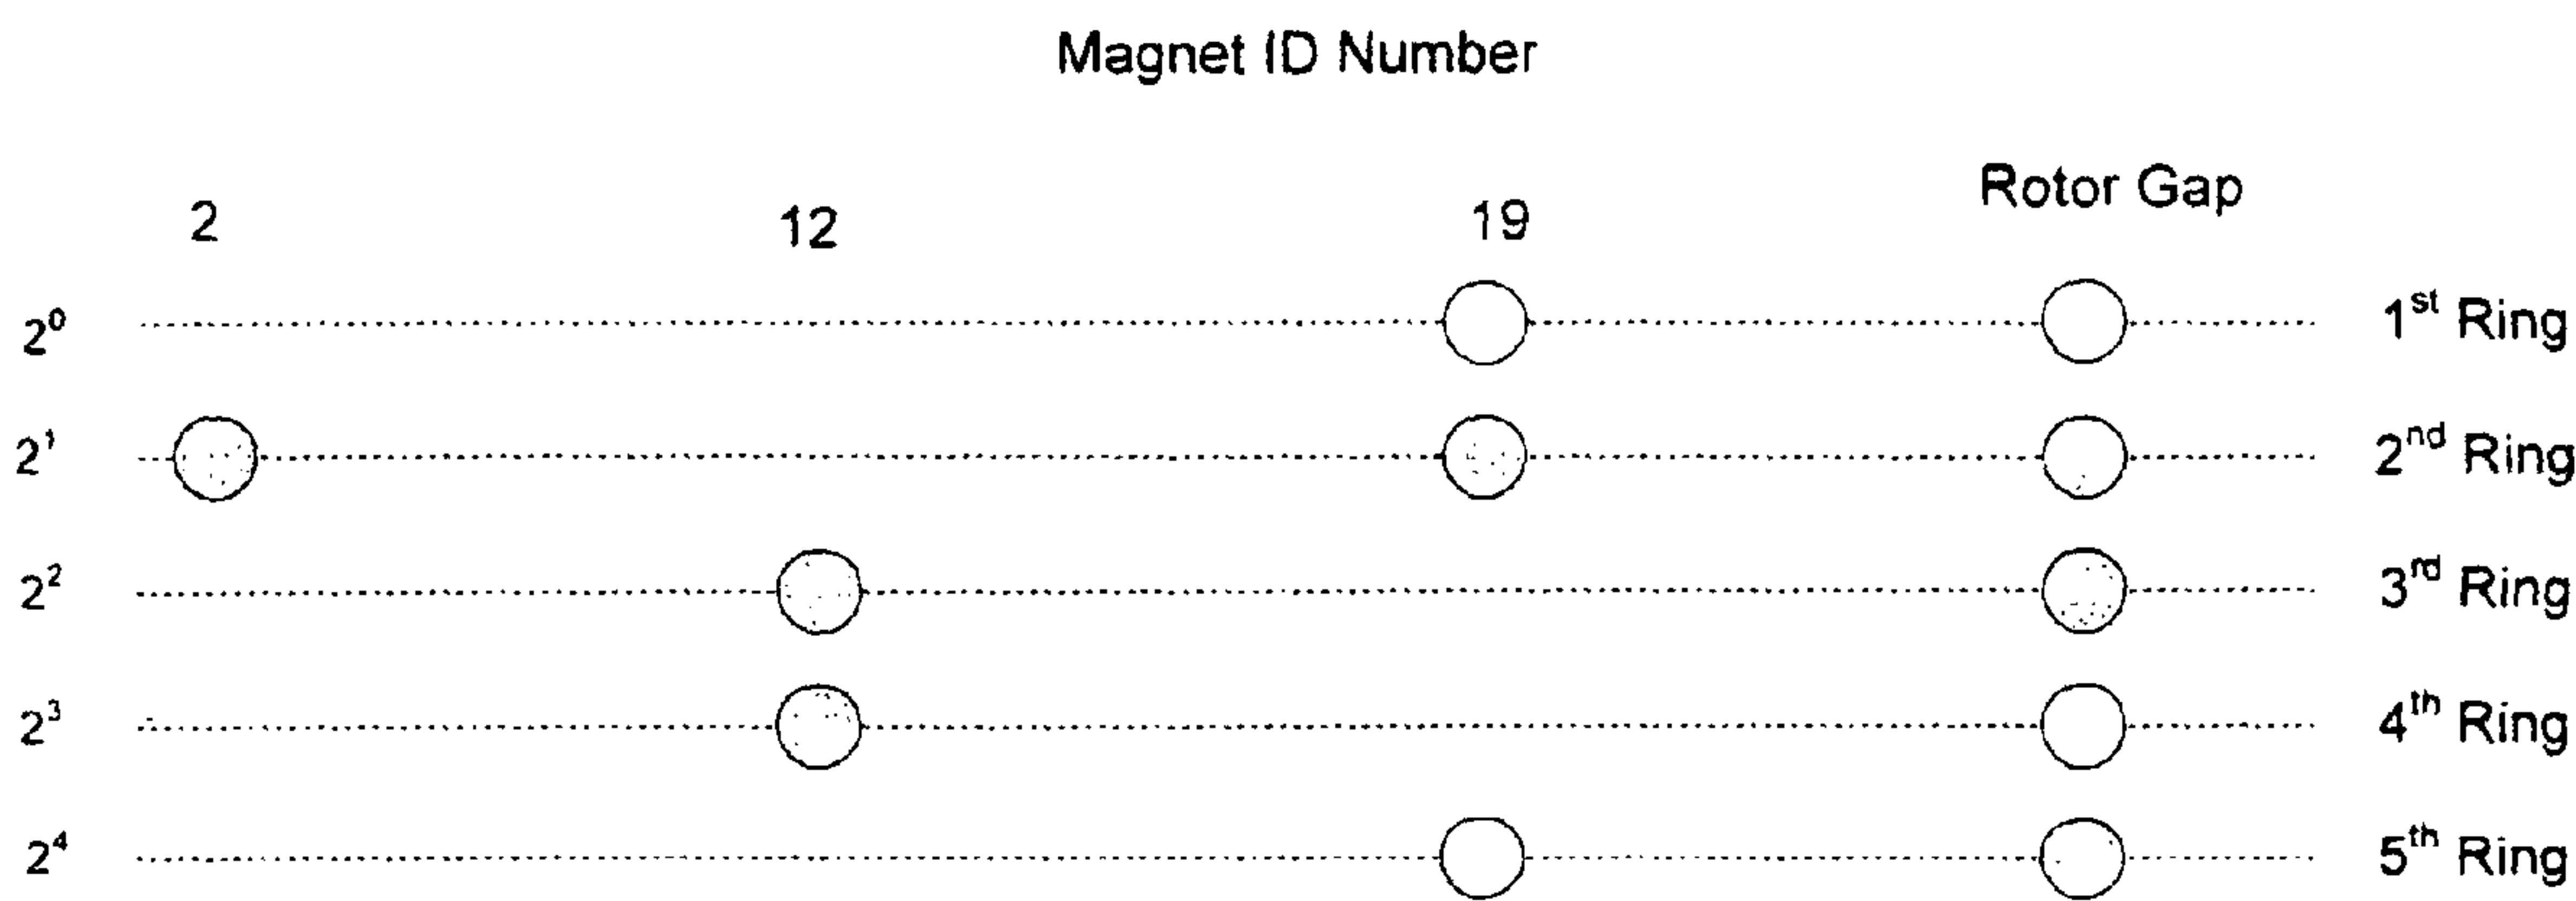 Magnet ID Number
2 12 19 Rotor Gap
2⁰ 1st Ring
2¹ 2nd Ring
2² 3rd Ring
2³ 4th Ring
2⁴ 5th Ring